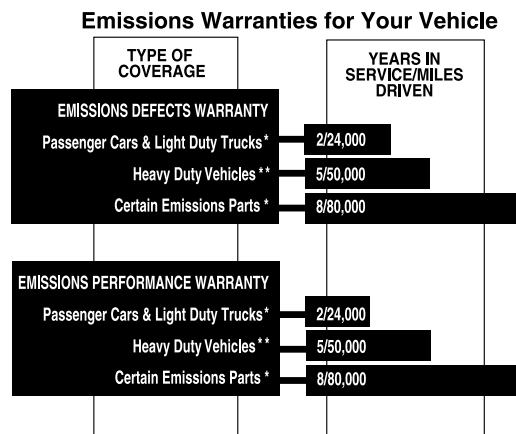 Emissions Warranties for Your Vehicle
TYPE OF
COVERAGE
YEARS IN
SERVICE/MILES
DRIVEN
EMISSIONS DEFECTS WARRANTY
Passenger Cars & Light Duty Trucks* 2/24,000
Heavy Duty Vehicles** 5/50,000
Certain Emissions Parts * 8/80,000
EMISSIONS PERFORMANCE WARRANTY
Passenger Cars & Light Duty Trucks* 2/24,000
Heavy Duty Vehicles** 5/50,000
Certain Emissions Parts * 8/80,000